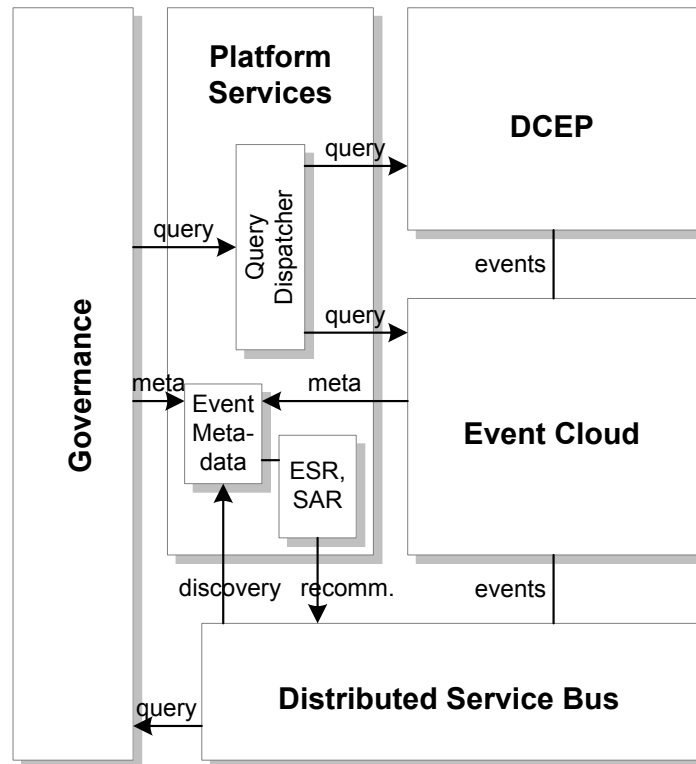 Platform
Services
DCEP
query
query
Query
Dispatcher
events
query
Governance
meta
meta
Event
Meta-
data
Event Cloud
ESR,
SAR
discovery
recomm.
events
Distributed Service Bus
query